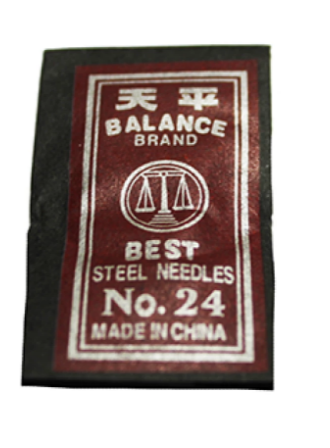 天平
BALANCE
BRAND
BEST
STEEL NEEDLES
No. 24
MADE IN CHINA